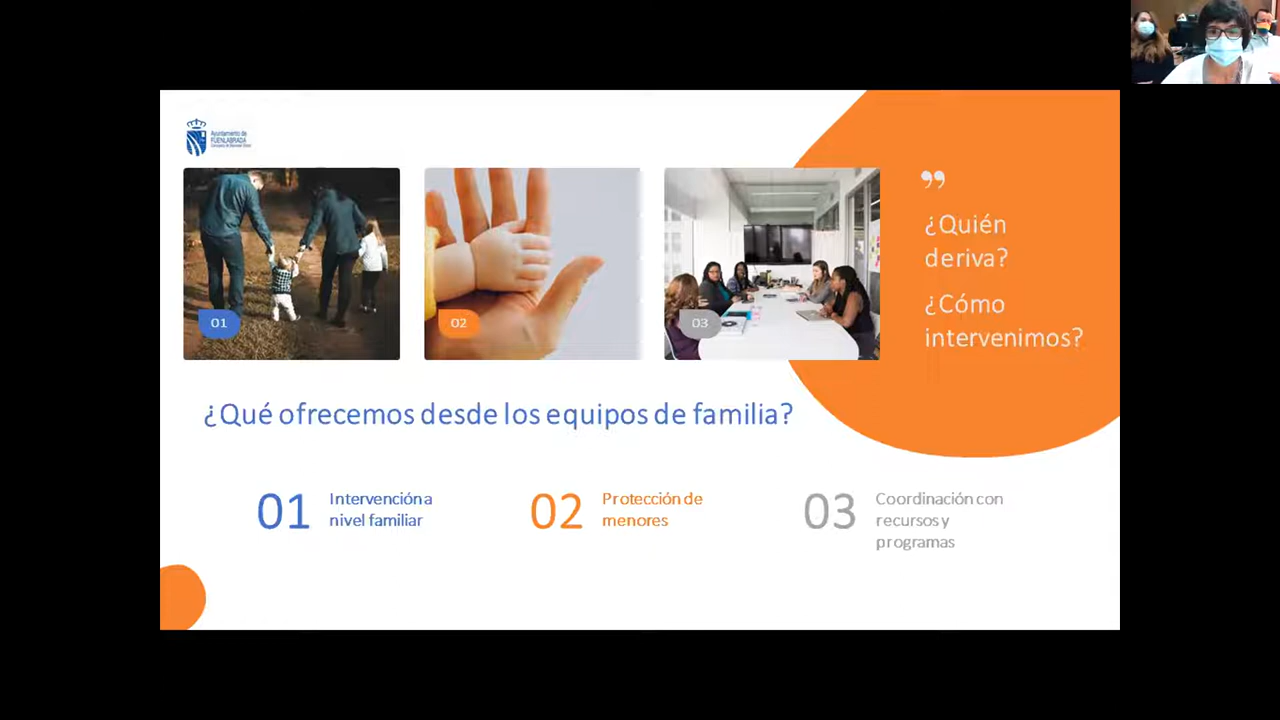 Ayuntamiento de
FUENLABRADA
01
02
03
”
¿Quién
deriva?
¿Cómo
intervenimos?
¿Qué ofrecemos desde los equipos de familia?
01
Intervención a
nivel familiar
02
Protección de
menores
03
Coordinación con
recursos y
programas